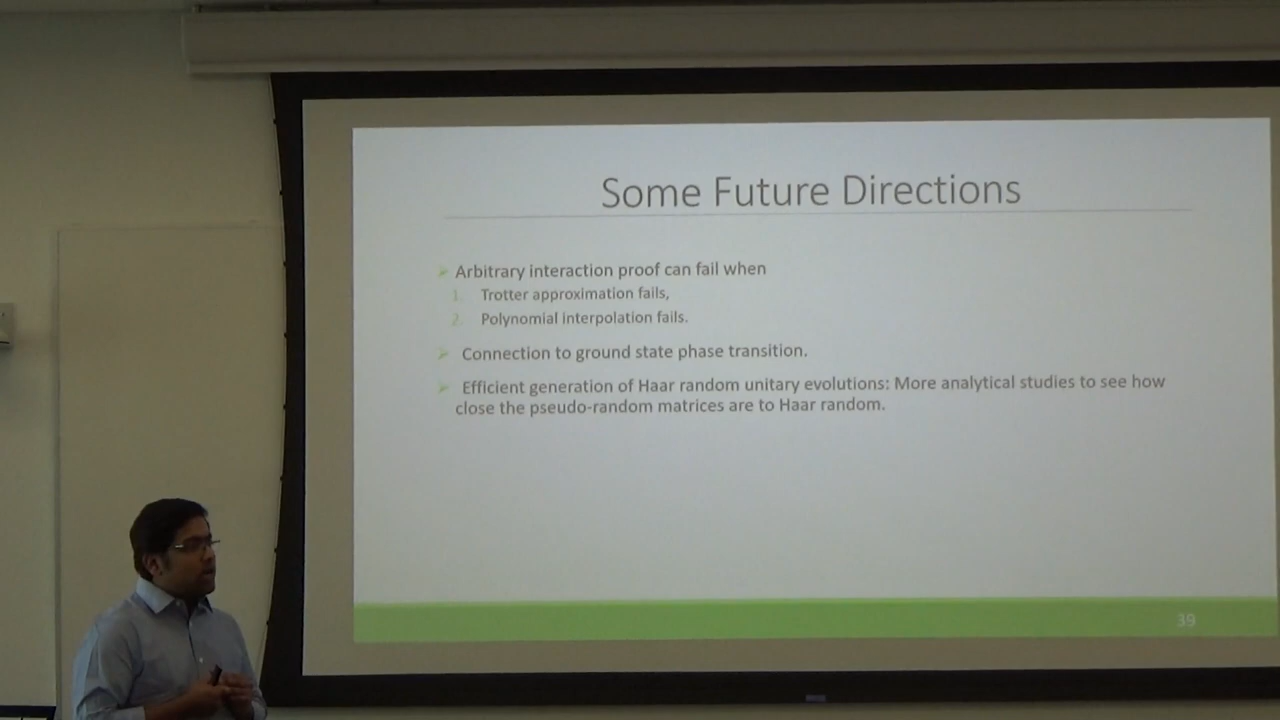 Some Future Directions
➢ Arbitrary interaction proof can fail when
1. Trotter approximation fails,
2. Polynomial interpolation fails.
➢ Connection to ground state phase transition.
➢ Efficient generation of Haar random unitary evolutions: More analytical studies to see how
close the pseudo-random matrices are to Haar random.
39